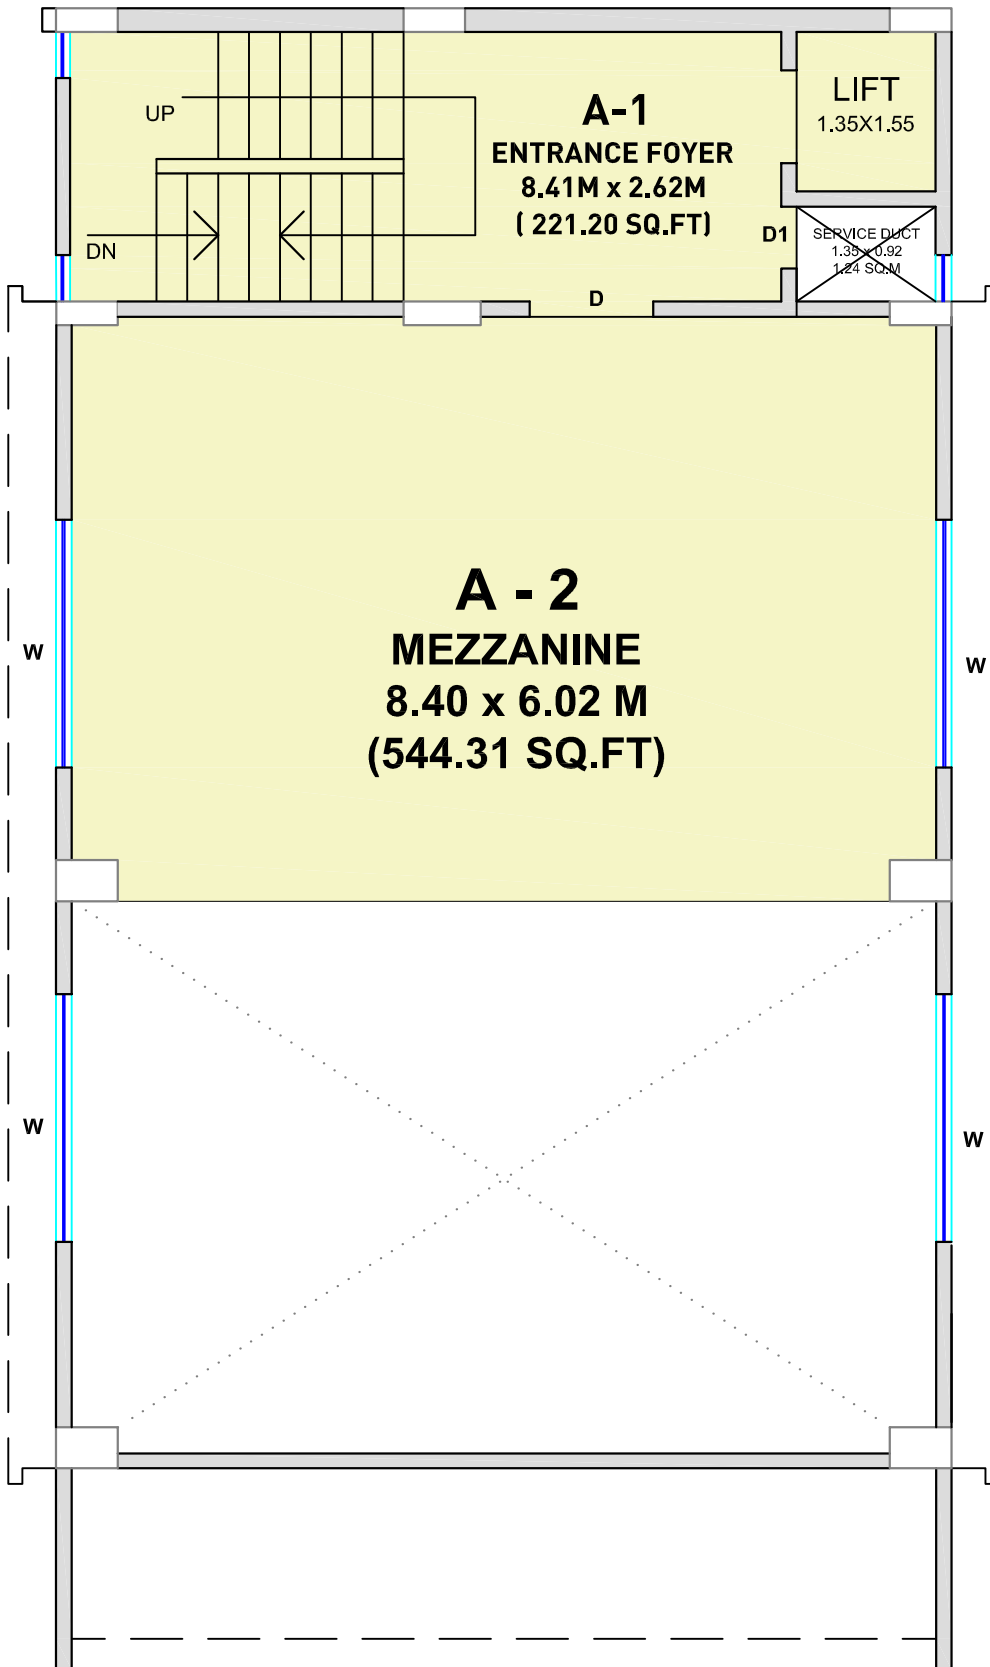 UP
DN
A-1
ENTRANCE FOYER
8.41M x 2.62M
( 221.20 SQ.FT)
LIFT
1.35X1.55
D1
SERVICE DUCT
1.35 x 0.92
1.24 SQ.M
D
A - 2
MEZZANINE
8.40 x 6.02 M
(544.31 SQ.FT)
W
W
W
W